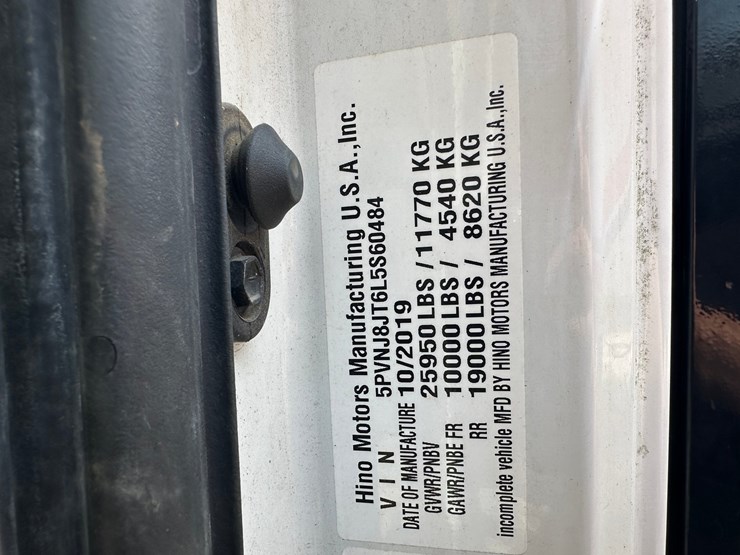 Hino Motors Manufacturing U.S.A.,Inc.
V I N 5PVNJ8JT6L5S60484
DATE OF MANUFACTURE 10/2019
GVWR/PNBV 25950 LBS / 11770 KG
GAWR/PNBE FR 10000 LBS / 4540 KG
RR 19000 LBS / 8620 KG
incomplete vehicle MFD BY HINO MOTORS MANUFACTURING U.S.A.,Inc.